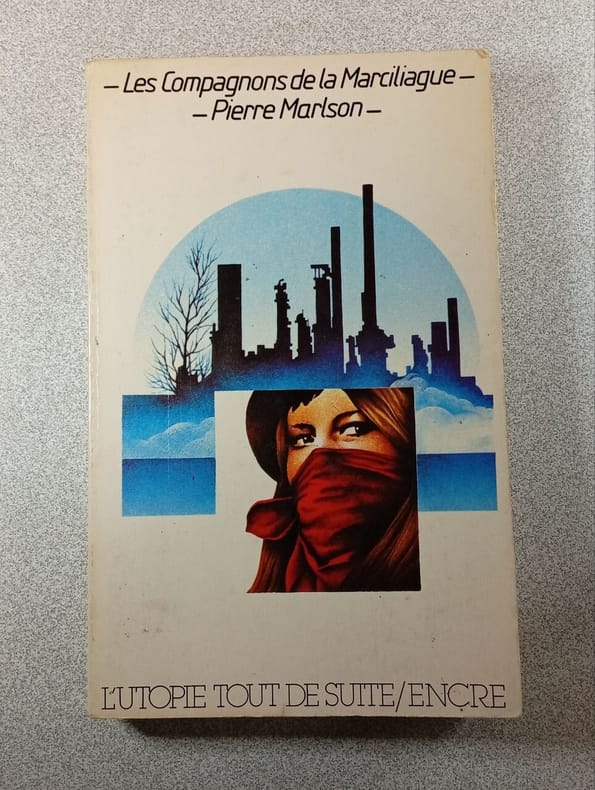 – Les Compagnons de la Marciliague –
– Pierre Marlson –
L'UTOPIE TOUT DE SUITE/ENCRE